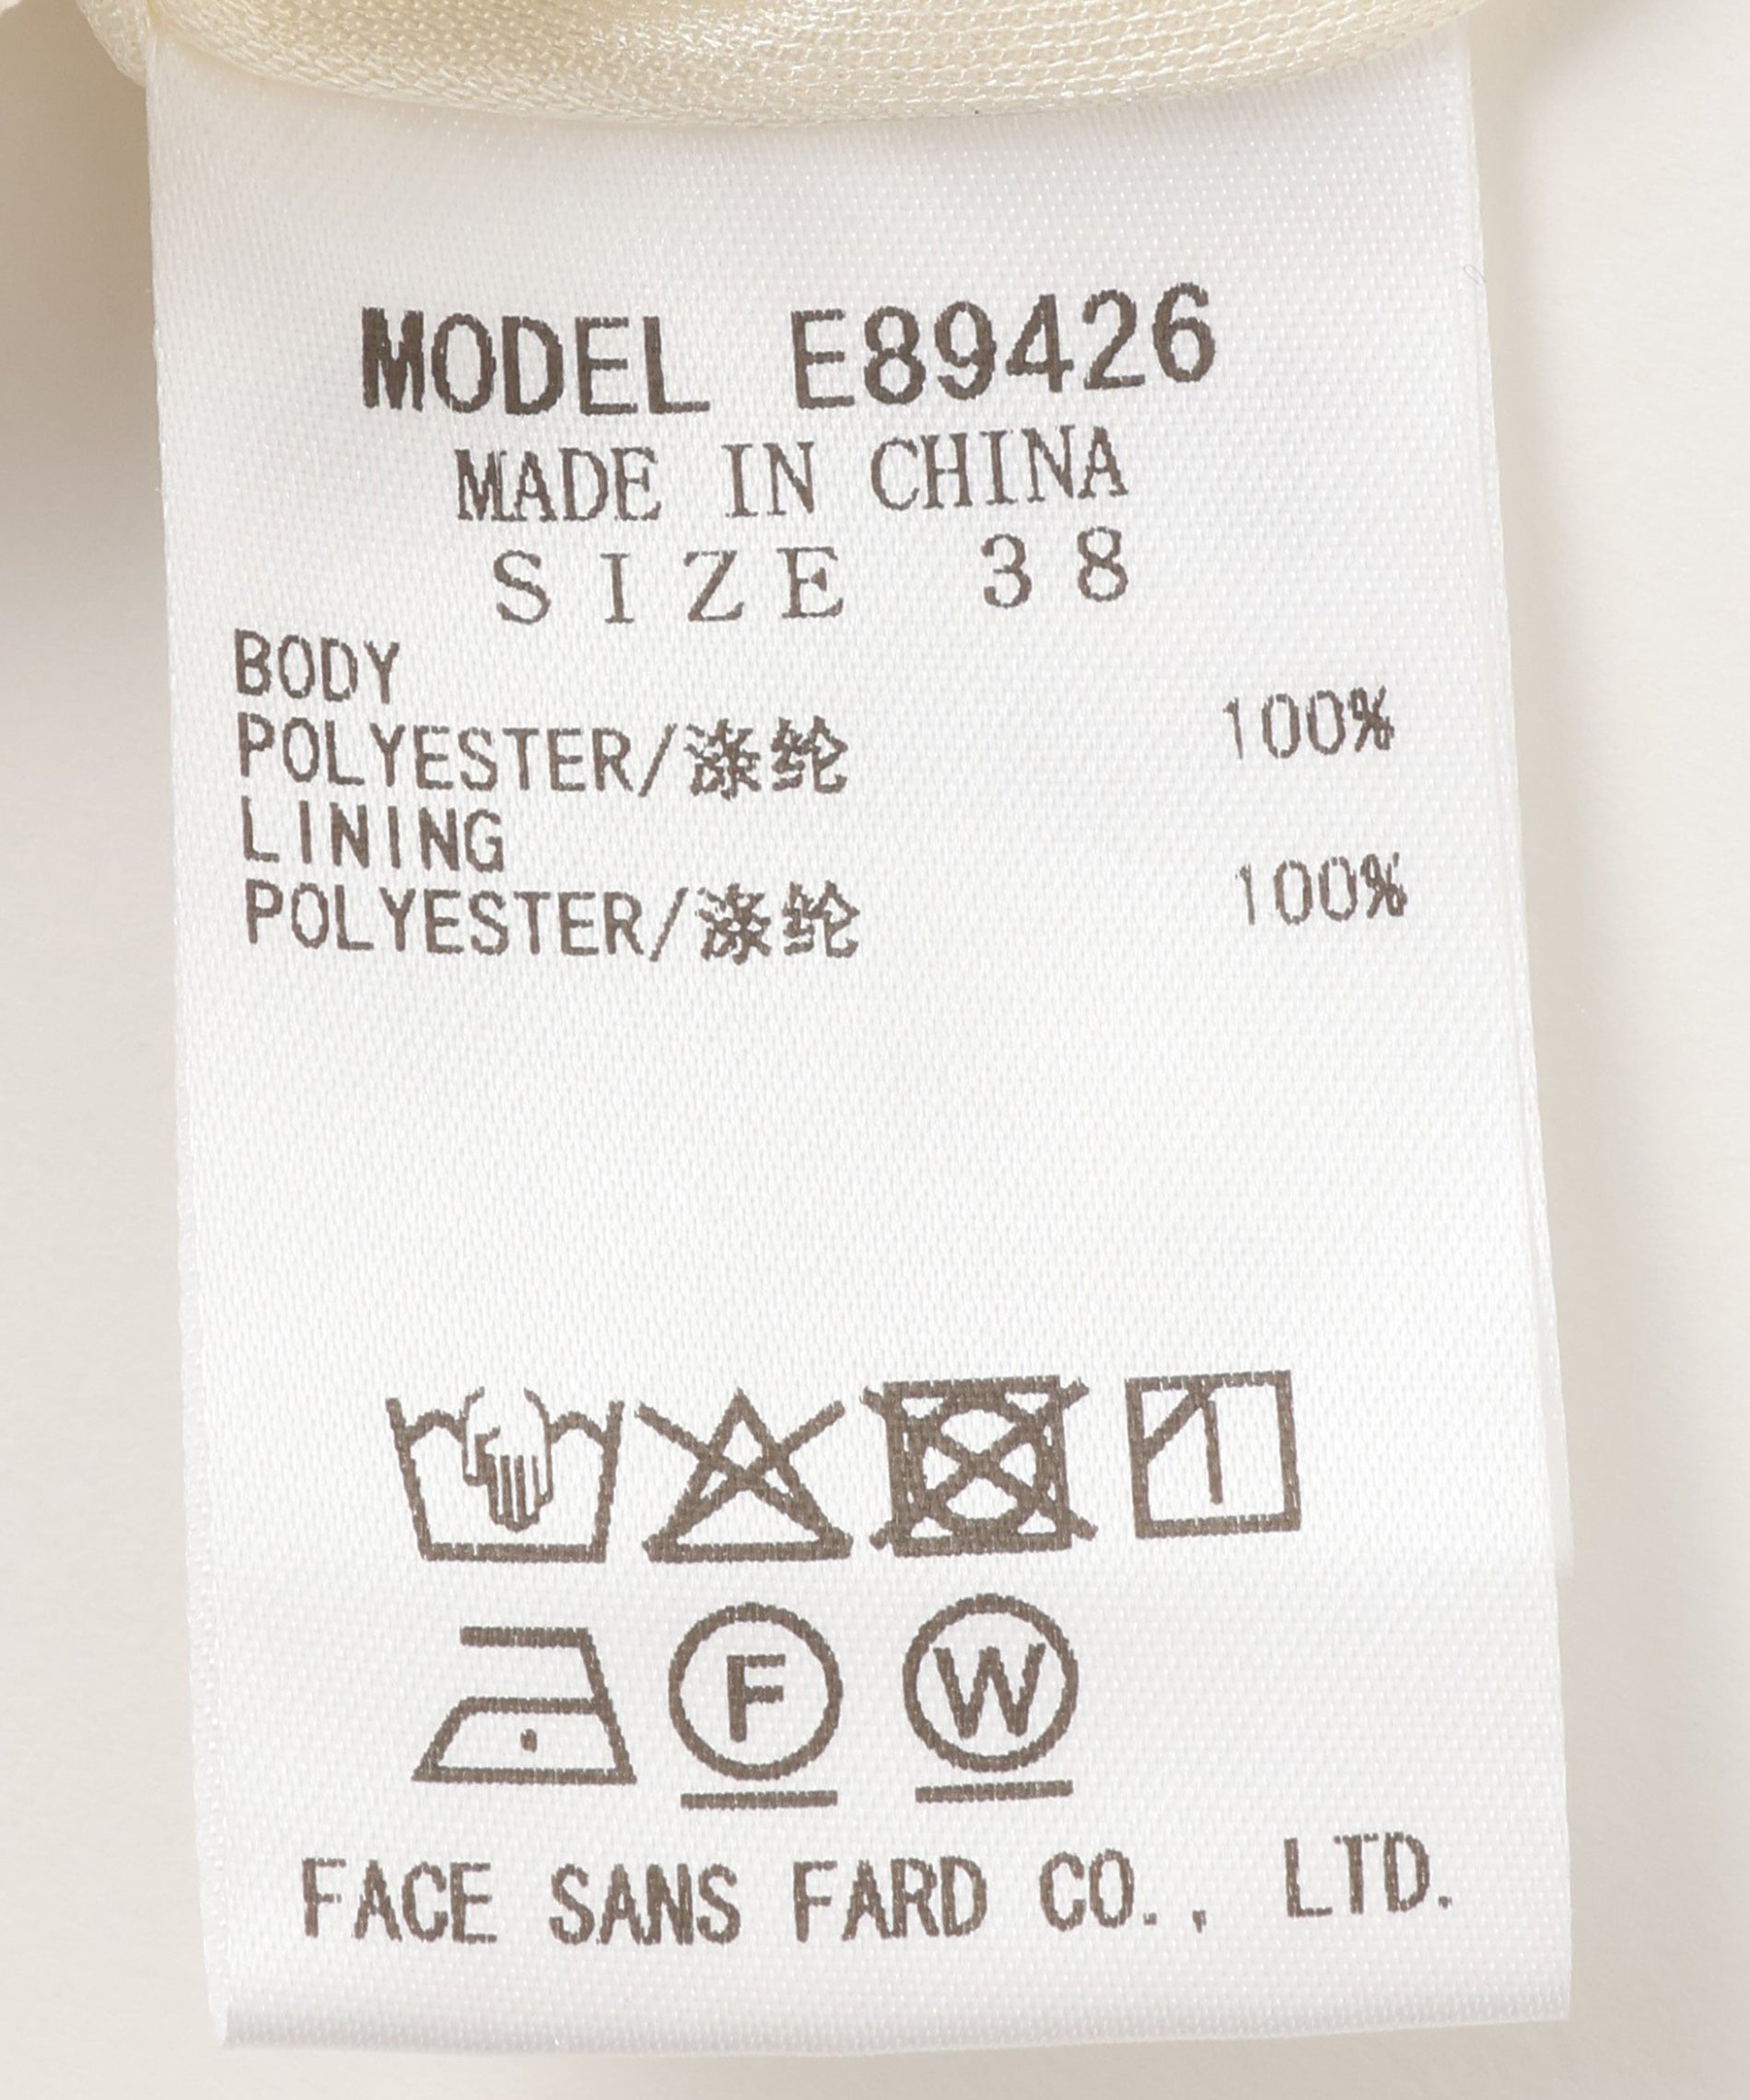 MODEL E89426
MADE IN CHINA
SIZE 38
BODY
POLYESTER/涤纶 100%
LINING
POLYESTER/涤纶 100%
F W
FACE SANS FARD CO., LTD.